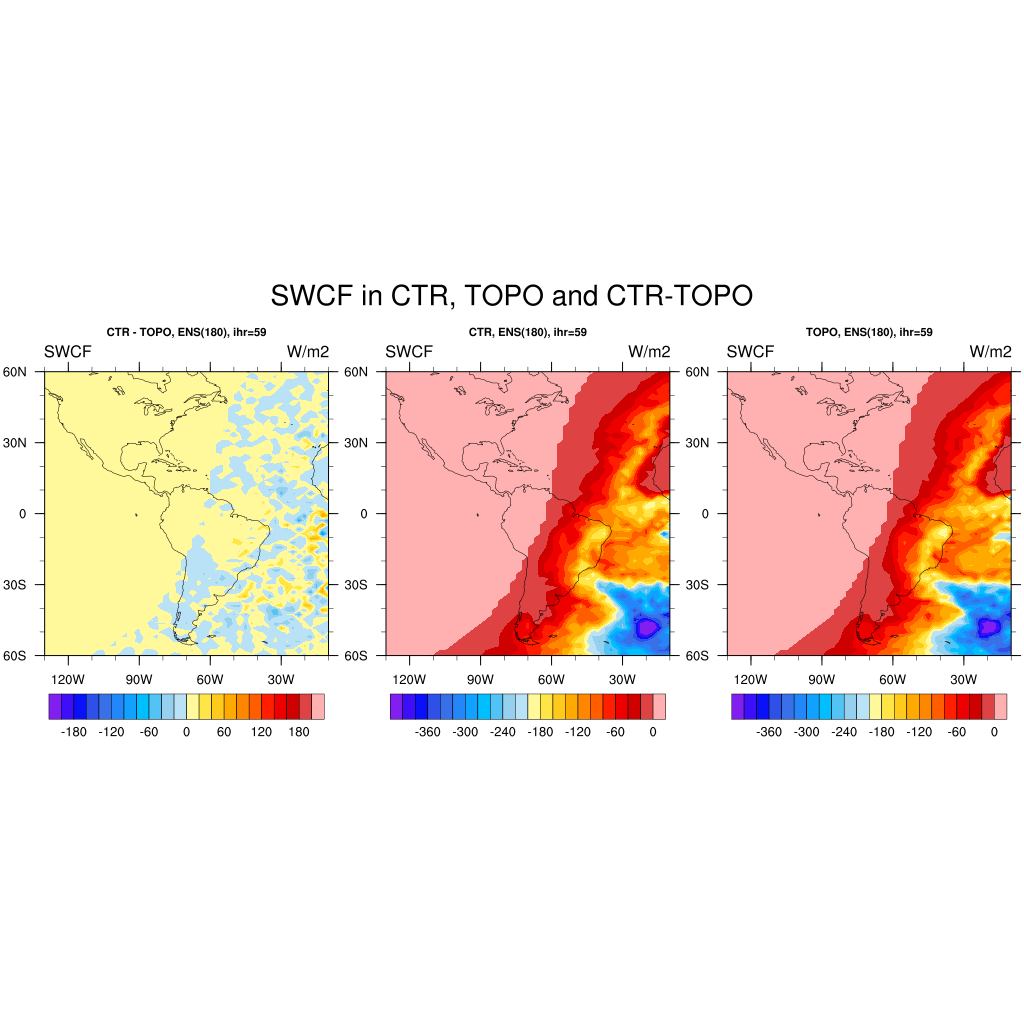 SWCF in CTR, TOPO and CTR-TOPO
CTR - TOPO, ENS(180), ihr=59
SWCF W/m2
60N
30N
0
30S
60S
120W 90W 60W 30W
-180 -120 -60 0 60 120 180
CTR, ENS(180), ihr=59
SWCF W/m2
60N
30N
0
30S
60S
120W 90W 60W 30W
-360 -300 -240 -180 -120 -60 0
TOPO, ENS(180), ihr=59
SWCF W/m2
60N
30N
0
30S
60S
120W 90W 60W 30W
-360 -300 -240 -180 -120 -60 0